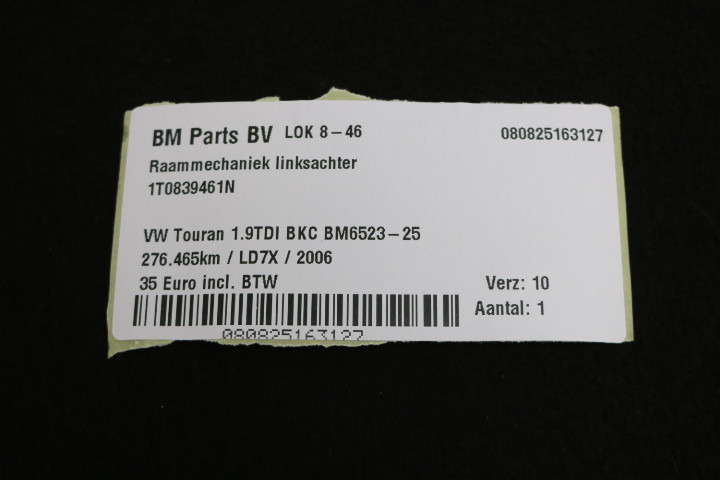 BM Parts BV LOK 8-46 080825163127
Raammechaniek linksachter
1T0839461N
VW Touran 1.9TDI BKC BM6523-25
276.465km / LD7X / 2006
35 Euro incl. BTW Verz: 10
Aantal: 1
080825163127